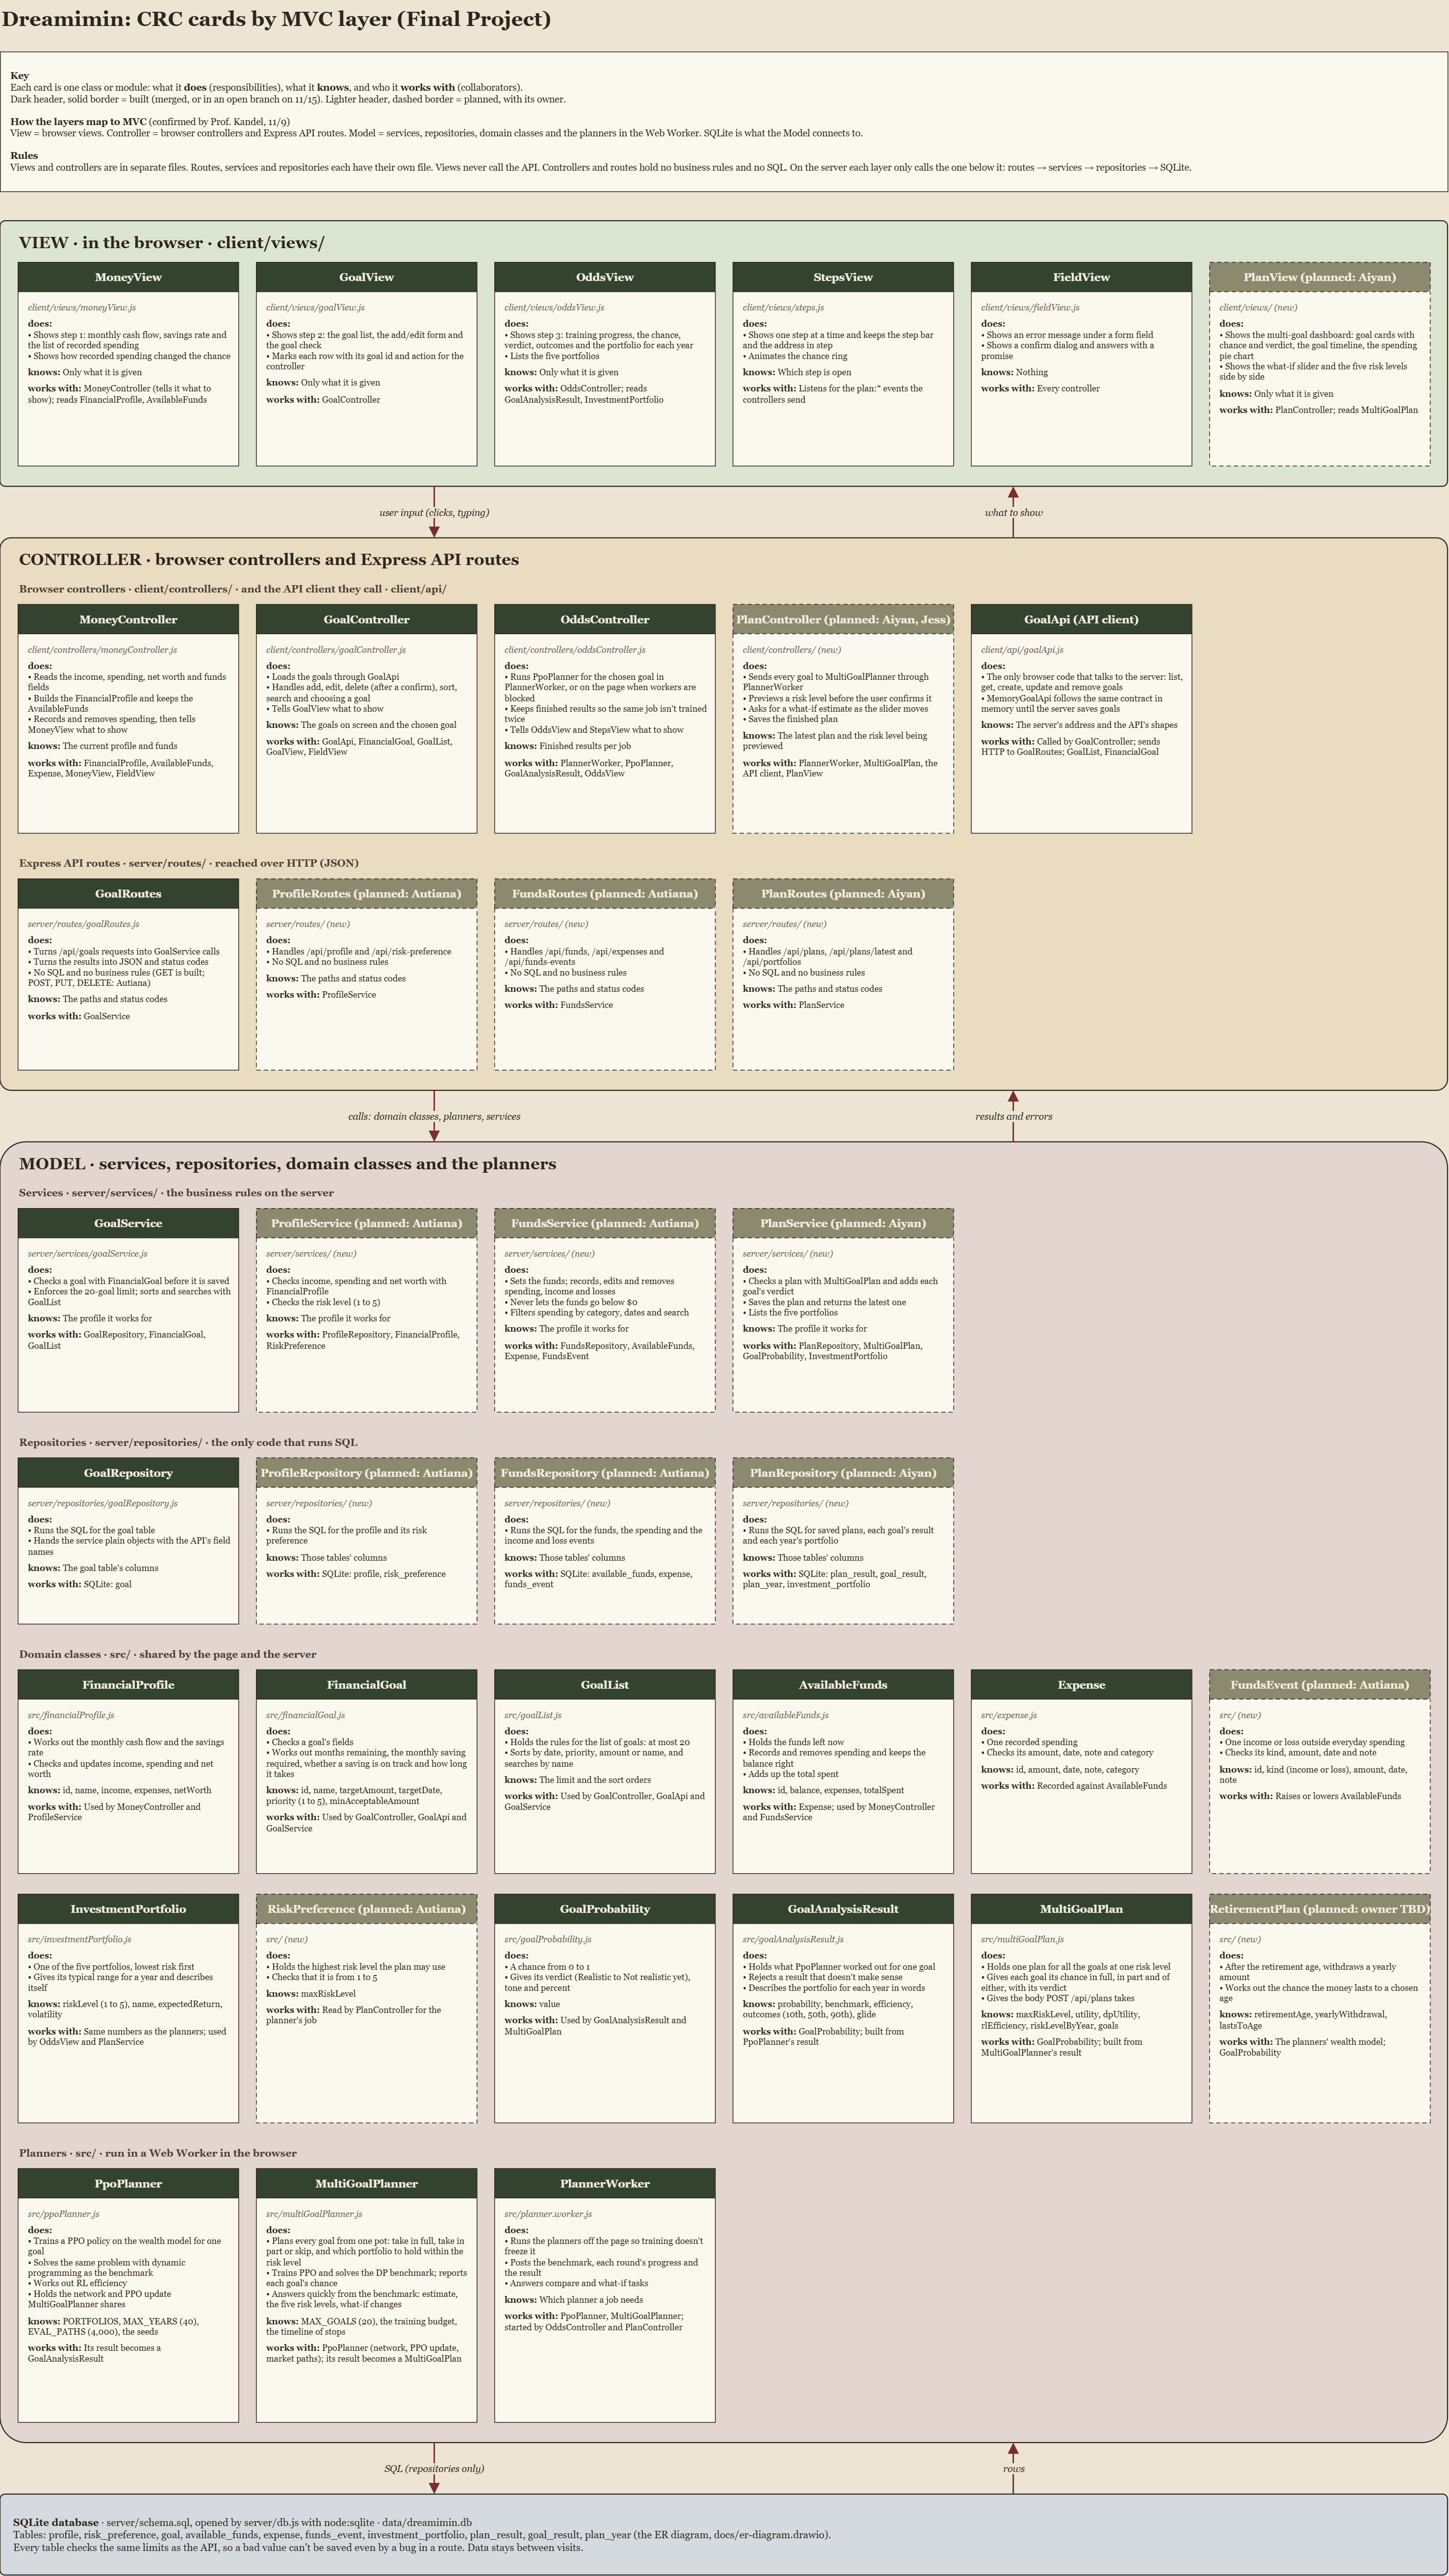 Dreamimin: CRC cards by MVC layer (Final Project)
Key
Each card is one class or module: what it does (responsibilities), what it knows, and who it works with (collaborators).
Dark header, solid border = built (merged, or in an open branch on 11/15). Lighter header, dashed border = planned, with its owner.
How the layers map to MVC (confirmed by Prof. Kandel, 11/9)
View = browser views. Controller = browser controllers and Express API routes. Model = services, repositories, domain classes and the planners in the Web Worker. SQLite is what the Model connects to.
Rules
Views and controllers are in separate files. Routes, services and repositories each have their own file. Views never call the API. Controllers and routes hold no business rules and no SQL. On the server each layer only calls the one below it: routes → services → repositories → SQLite.
VIEW · in the browser · client/views/
MoneyView
client/views/moneyView.js
does:
• Shows step 1: monthly cash flow, savings rate and
the list of recorded spending
• Shows how recorded spending changed the chance
knows: Only what it is given
works with: MoneyController (tells it what to
show); reads FinancialProfile, AvailableFunds
GoalView
client/views/goalView.js
does:
• Shows step 2: the goal list, the add/edit form and
the goal check
• Marks each row with its goal id and action for the
controller
knows: Only what it is given
works with: GoalController
OddsView
client/views/oddsView.js
does:
• Shows step 3: training progress, the chance,
verdict, outcomes and the portfolio for each year
• Lists the five portfolios
knows: Only what it is given
works with: OddsController; reads
GoalAnalysisResult, InvestmentPortfolio
StepsView
client/views/steps.js
does:
• Shows one step at a time and keeps the step bar
and the address in step
• Animates the chance ring
knows: Which step is open
works with: Listens for the plan:* events the
controllers send
FieldView
client/views/fieldView.js
does:
• Shows an error message under a form field
• Shows a confirm dialog and answers with a
promise
knows: Nothing
works with: Every controller
PlanView (planned: Aiyan)
client/views/ (new)
does:
• Shows the multi-goal dashboard: goal cards with
chance and verdict, the goal timeline, the spending
pie chart
• Shows the what-if slider and the five risk levels
side by side
knows: Only what it is given
works with: PlanController; reads MultiGoalPlan
user input (clicks, typing)
what to show
CONTROLLER · browser controllers and Express API routes
Browser controllers · client/controllers/ · and the API client they call · client/api/
MoneyController
client/controllers/moneyController.js
does:
• Reads the income, spending, net worth and funds
fields
• Builds the FinancialProfile and keeps the
AvailableFunds
• Records and removes spending, then tells
MoneyView what to show
knows: The current profile and funds
works with: FinancialProfile, AvailableFunds,
Expense, MoneyView, FieldView
GoalController
client/controllers/goalController.js
does:
• Loads the goals through GoalApi
• Handles add, edit, delete (after a confirm), sort,
search and choosing a goal
• Tells GoalView what to show
knows: The goals on screen and the chosen goal
works with: GoalApi, FinancialGoal, GoalList,
GoalView, FieldView
OddsController
client/controllers/oddsController.js
does:
• Runs PpoPlanner for the chosen goal in
PlannerWorker, or on the page when workers are
blocked
• Keeps finished results so the same job isn't trained
twice
• Tells OddsView and StepsView what to show
knows: Finished results per job
works with: PlannerWorker, PpoPlanner,
GoalAnalysisResult, OddsView
PlanController (planned: Aiyan, Jess)
client/controllers/ (new)
does:
• Sends every goal to MultiGoalPlanner through
PlannerWorker
• Previews a risk level before the user confirms it
• Asks for a what-if estimate as the slider moves
• Saves the finished plan
knows: The latest plan and the risk level being
previewed
works with: PlannerWorker, MultiGoalPlan, the
API client, PlanView
GoalApi (API client)
client/api/goalApi.js
does:
• The only browser code that talks to the server: list,
get, create, update and remove goals
• MemoryGoalApi follows the same contract in
memory until the server saves goals
knows: The server's address and the API's shapes
works with: Called by GoalController; sends
HTTP to GoalRoutes; GoalList, FinancialGoal
Express API routes · server/routes/ · reached over HTTP (JSON)
GoalRoutes
server/routes/goalRoutes.js
does:
• Turns /api/goals requests into GoalService calls
• Turns the results into JSON and status codes
• No SQL and no business rules (GET is built;
POST, PUT, DELETE: Autiana)
knows: The paths and status codes
works with: GoalService
ProfileRoutes (planned: Autiana)
server/routes/ (new)
does:
• Handles /api/profile and /api/risk-preference
• No SQL and no business rules
knows: The paths and status codes
works with: ProfileService
FundsRoutes (planned: Autiana)
server/routes/ (new)
does:
• Handles /api/funds, /api/expenses and
/api/funds-events
• No SQL and no business rules
knows: The paths and status codes
works with: FundsService
PlanRoutes (planned: Aiyan)
server/routes/ (new)
does:
• Handles /api/plans, /api/plans/latest and
/api/portfolios
• No SQL and no business rules
knows: The paths and status codes
works with: PlanService
calls: domain classes, planners, services
results and errors
MODEL · services, repositories, domain classes and the planners
Services · server/services/ · the business rules on the server
GoalService
server/services/goalService.js
does:
• Checks a goal with FinancialGoal before it is saved
• Enforces the 20-goal limit; sorts and searches with
GoalList
knows: The profile it works for
works with: GoalRepository, FinancialGoal,
GoalList
ProfileService (planned: Autiana)
server/services/ (new)
does:
• Checks income, spending and net worth with
FinancialProfile
• Checks the risk level (1 to 5)
knows: The profile it works for
works with: ProfileRepository, FinancialProfile,
RiskPreference
FundsService (planned: Autiana)
server/services/ (new)
does:
• Sets the funds; records, edits and removes
spending, income and losses
• Never lets the funds go below $0
• Filters spending by category, dates and search
knows: The profile it works for
works with: FundsRepository, AvailableFunds,
Expense, FundsEvent
PlanService (planned: Aiyan)
server/services/ (new)
does:
• Checks a plan with MultiGoalPlan and adds each
goal's verdict
• Saves the plan and returns the latest one
• Lists the five portfolios
knows: The profile it works for
works with: PlanRepository, MultiGoalPlan,
GoalProbability, InvestmentPortfolio
Repositories · server/repositories/ · the only code that runs SQL
GoalRepository
server/repositories/goalRepository.js
does:
• Runs the SQL for the goal table
• Hands the service plain objects with the API's field
names
knows: The goal table's columns
works with: SQLite: goal
ProfileRepository (planned: Autiana)
server/repositories/ (new)
does:
• Runs the SQL for the profile and its risk
preference
knows: Those tables' columns
works with: SQLite: profile, risk_preference
FundsRepository (planned: Autiana)
server/repositories/ (new)
does:
• Runs the SQL for the funds, the spending and the
income and loss events
knows: Those tables' columns
works with: SQLite: available_funds, expense,
funds_event
PlanRepository (planned: Aiyan)
server/repositories/ (new)
does:
• Runs the SQL for saved plans, each goal's result
and each year's portfolio
knows: Those tables' columns
works with: SQLite: plan_result, goal_result,
plan_year, investment_portfolio
Domain classes · src/ · shared by the page and the server
FinancialProfile
src/financialProfile.js
does:
• Works out the monthly cash flow and the savings
rate
• Checks and updates income, spending and net
worth
knows: id, name, income, expenses, netWorth
works with: Used by MoneyController and
ProfileService
FinancialGoal
src/financialGoal.js
does:
• Checks a goal's fields
• Works out months remaining, the monthly saving
required, whether a saving is on track and how long
it takes
knows: id, name, targetAmount, targetDate,
priority (1 to 5), minAcceptableAmount
works with: Used by GoalController, GoalApi and
GoalService
GoalList
src/goalList.js
does:
• Holds the rules for the list of goals: at most 20
• Sorts by date, priority, amount or name, and
searches by name
knows: The limit and the sort orders
works with: Used by GoalController, GoalApi and
GoalService
AvailableFunds
src/availableFunds.js
does:
• Holds the funds left now
• Records and removes spending and keeps the
balance right
• Adds up the total spent
knows: id, balance, expenses, totalSpent
works with: Expense; used by MoneyController
and FundsService
Expense
src/expense.js
does:
• One recorded spending
• Checks its amount, date, note and category
knows: id, amount, date, note, category
works with: Recorded against AvailableFunds
FundsEvent (planned: Autiana)
src/ (new)
does:
• One income or loss outside everyday spending
• Checks its kind, amount, date and note
knows: id, kind (income or loss), amount, date,
note
works with: Raises or lowers AvailableFunds
InvestmentPortfolio
src/investmentPortfolio.js
does:
• One of the five portfolios, lowest risk first
• Gives its typical range for a year and describes
itself
knows: riskLevel (1 to 5), name, expectedReturn,
volatility
works with: Same numbers as the planners; used
by OddsView and PlanService
RiskPreference (planned: Autiana)
src/ (new)
does:
• Holds the highest risk level the plan may use
• Checks that it is from 1 to 5
knows: maxRiskLevel
works with: Read by PlanController for the
planner's job
GoalProbability
src/goalProbability.js
does:
• A chance from 0 to 1
• Gives its verdict (Realistic to Not realistic yet),
tone and percent
knows: value
works with: Used by GoalAnalysisResult and
MultiGoalPlan
GoalAnalysisResult
src/goalAnalysisResult.js
does:
• Holds what PpoPlanner worked out for one goal
• Rejects a result that doesn't make sense
• Describes the portfolio for each year in words
knows: probability, benchmark, efficiency,
outcomes (10th, 50th, 90th), glide
works with: GoalProbability; built from
PpoPlanner's result
MultiGoalPlan
src/multiGoalPlan.js
does:
• Holds one plan for all the goals at one risk level
• Gives each goal its chance in full, in part and of
either, with its verdict
• Gives the body POST /api/plans takes
knows: maxRiskLevel, utility, dpUtility,
rlEfficiency, riskLevelByYear, goals
works with: GoalProbability; built from
MultiGoalPlanner's result
RetirementPlan (planned: owner TBD)
src/ (new)
does:
• After the retirement age, withdraws a yearly
amount
• Works out the chance the money lasts to a chosen
age
knows: retirementAge, yearlyWithdrawal,
lastsToAge
works with: The planners' wealth model;
GoalProbability
Planners · src/ · run in a Web Worker in the browser
PpoPlanner
src/ppoPlanner.js
does:
• Trains a PPO policy on the wealth model for one
goal
• Solves the same problem with dynamic
programming as the benchmark
• Works out RL efficiency
• Holds the network and PPO update
MultiGoalPlanner shares
knows: PORTFOLIOS, MAX_YEARS (40),
EVAL_PATHS (4,000), the seeds
works with: Its result becomes a
GoalAnalysisResult
MultiGoalPlanner
src/multiGoalPlanner.js
does:
• Plans every goal from one pot: take in full, take in
part or skip, and which portfolio to hold within the
risk level
• Trains PPO and solves the DP benchmark; reports
each goal's chance
• Answers quickly from the benchmark: estimate,
the five risk levels, what-if changes
knows: MAX_GOALS (20), the training budget,
the timeline of stops
works with: PpoPlanner (network, PPO update,
market paths); its result becomes a MultiGoalPlan
PlannerWorker
src/planner.worker.js
does:
• Runs the planners off the page so training doesn't
freeze it
• Posts the benchmark, each round's progress and
the result
• Answers compare and what-if tasks
knows: Which planner a job needs
works with: PpoPlanner, MultiGoalPlanner;
started by OddsController and PlanController
SQL (repositories only)
rows
SQLite database · server/schema.sql, opened by server/db.js with node:sqlite · data/dreamimin.db
Tables: profile, risk_preference, goal, available_funds, expense, funds_event, investment_portfolio, plan_result, goal_result, plan_year (the ER diagram, docs/er-diagram.drawio).
Every table checks the same limits as the API, so a bad value can't be saved even by a bug in a route. Data stays between visits.